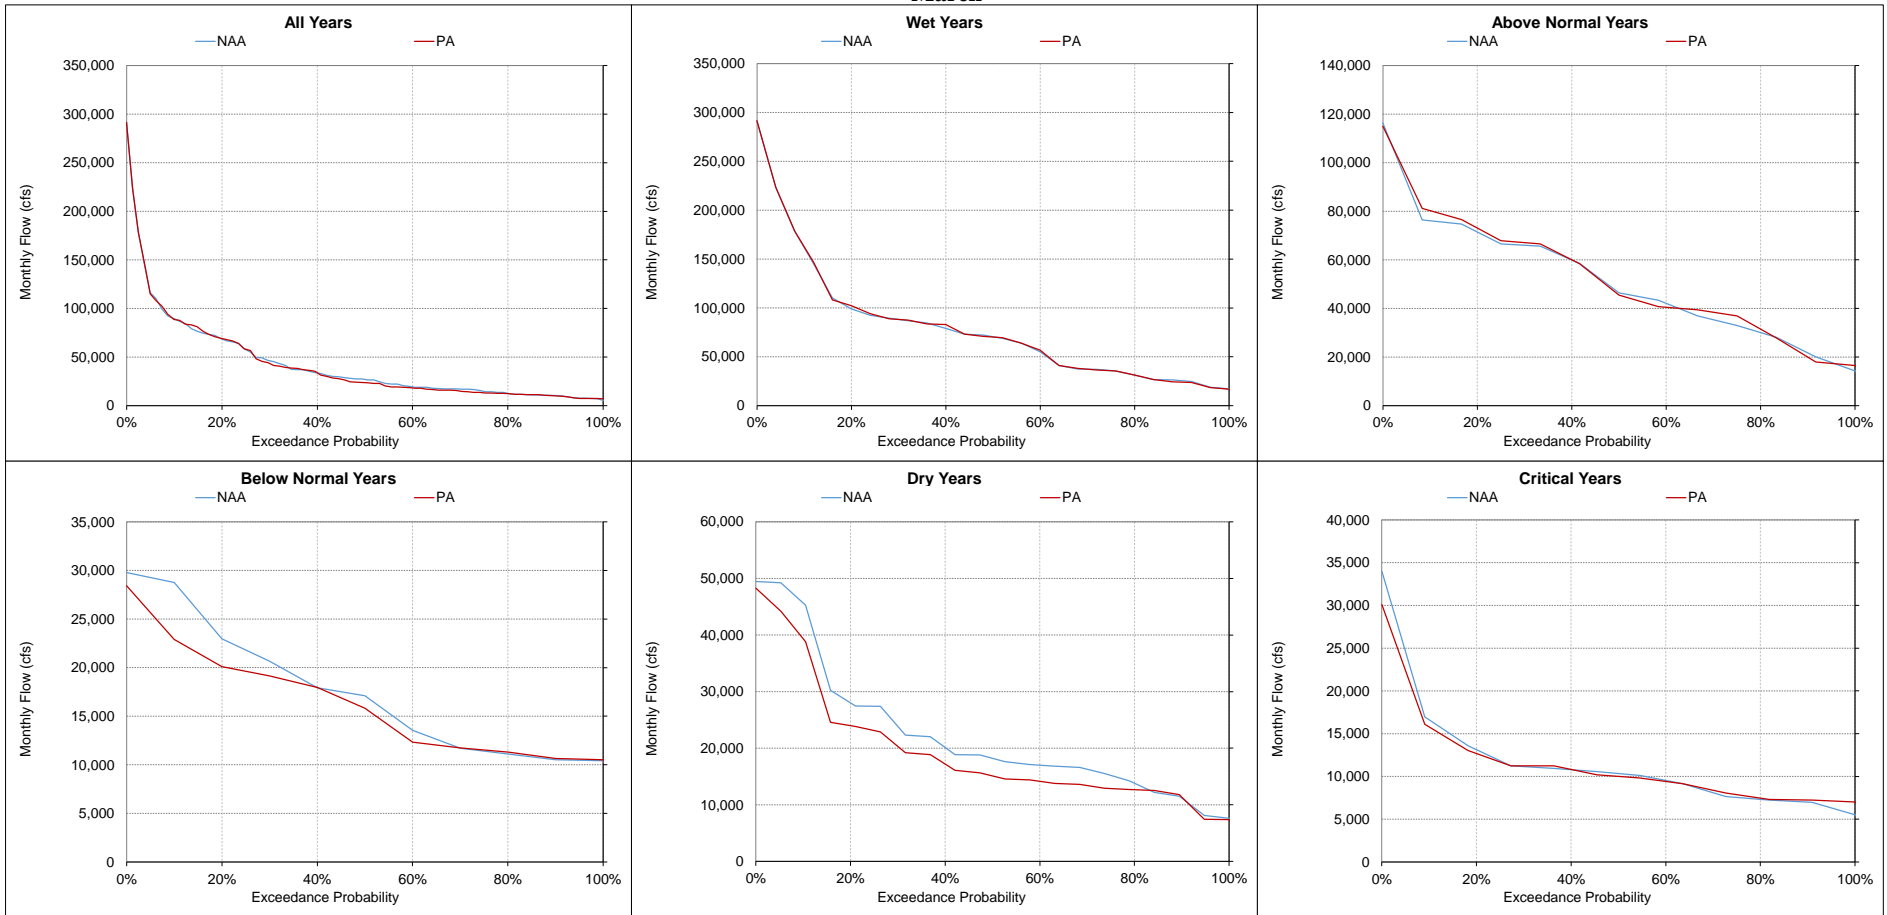 All Years
NAA PA
350,000
300,000
250,000
200,000
150,000
100,000
50,000
0
Monthly Flow (cfs)
0% 20% 40% 60% 80% 100%
Exceedance Probability
Wet Years
NAA PA
350,000
300,000
250,000
200,000
150,000
100,000
50,000
0
Monthly Flow (cfs)
0% 20% 40% 60% 80% 100%
Exceedance Probability
Above Normal Years
NAA PA
140,000
120,000
100,000
80,000
60,000
40,000
20,000
0
Monthly Flow (cfs)
0% 20% 40% 60% 80% 100%
Exceedance Probability
Below Normal Years
NAA PA
35,000
30,000
25,000
20,000
15,000
10,000
5,000
0
Monthly Flow (cfs)
0% 20% 40% 60% 80% 100%
Exceedance Probability
Dry Years
NAA PA
60,000
50,000
40,000
30,000
20,000
10,000
0
Monthly Flow (cfs)
0% 20% 40% 60% 80% 100%
Exceedance Probability
Critical Years
NAA PA
40,000
35,000
30,000
25,000
20,000
15,000
10,000
5,000
0
Monthly Flow (cfs)
0% 20% 40% 60% 80% 100%
Exceedance Probability